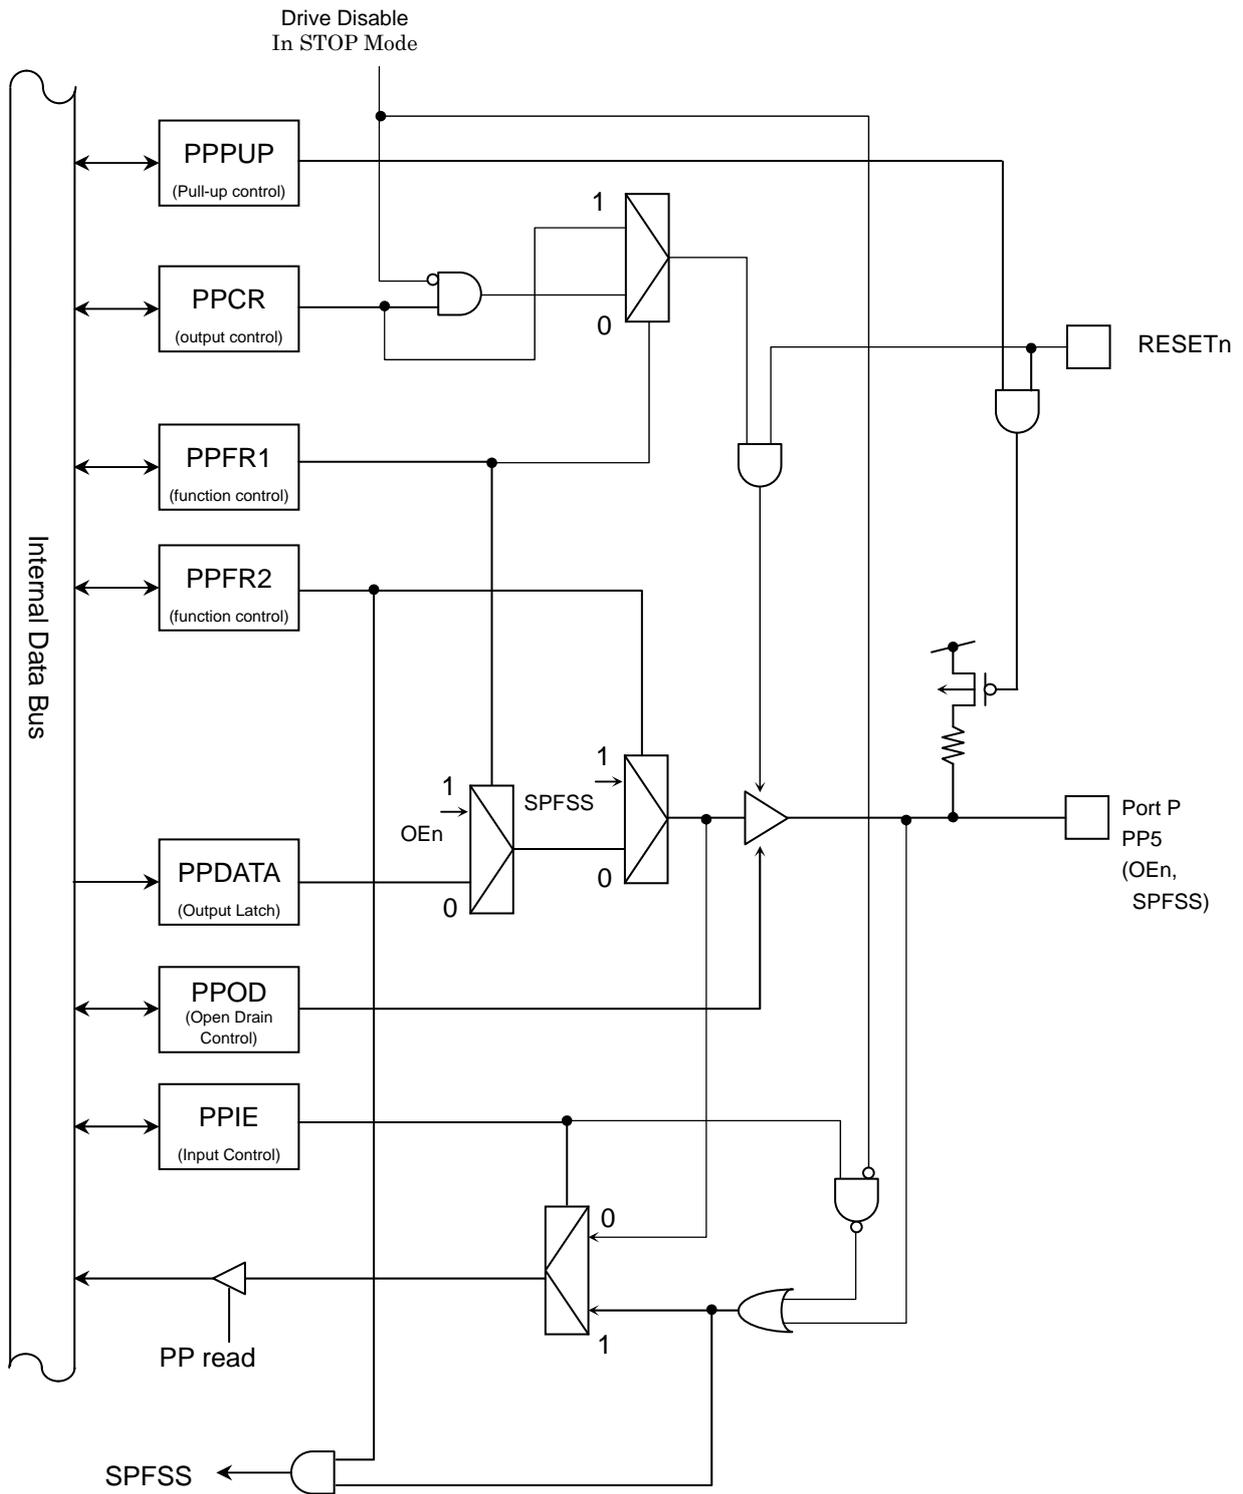 Drive Disable
In STOP Mode
PPPUP
(Pull-up control)
1
PPCR
(output control)
0
RESETn
PPFR1
(function control)
PPFR2
(function control)
Internal Data Bus
1
SPFSS
1
OEn
0
PPDATA
(Output Latch)
0
Port P
PP5
(OEn,
SPFSS)
PPOD
(Open Drain
Control)
PPIE
(Input Control)
0
1
PP read
SPFSS